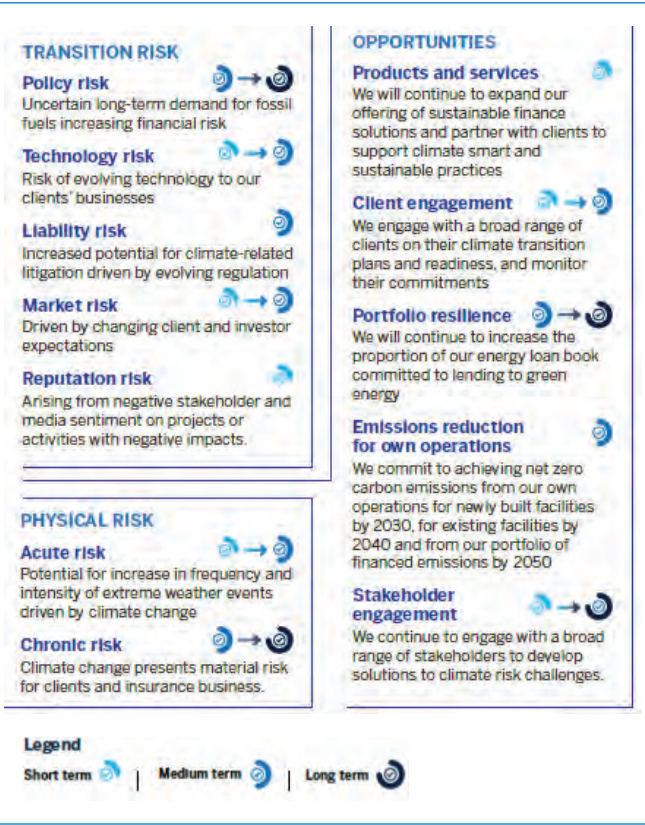 TRANSITION RISK
Policy risk
Uncertain long-term demand for fossil
fuels increasing financial risk
Technology risk
Risk of evolving technology to our
clients' businesses
Liability risk
Increased potential for climate-related
litigation driven by evolving regulation
Market risk
Driven by changing client and investor
expectations
Reputation risk
Arising from negative stakeholder and
media sentiment on projects or
activities with negative impacts.
PHYSICAL RISK
Acute risk
Potential for increase in frequency and
intensity of extreme weather events
driven by climate change
Chronic risk
Climate change presents material risk
for clients and insurance business.
OPPORTUNITIES
Products and services
We will continue to expand our
offering of sustainable finance
solutions and partner with clients to
support climate smart and
sustainable practices
Client engagement
We engage with a broad range of
clients on their climate transition
plans and readiness, and monitor
their commitments
Portfolio resilience
We will continue to increase the
proportion of our energy loan book
committed to lending to green
energy
Emissions reduction
for own operations
We commit to achieving net zero
carbon emissions from our own
operations for newly built facilities
by 2030, for existing facilities by
2040 and from our portfolio of
financed emissions by 2050
Stakeholder
engagement
We continue to engage with a broad
range of stakeholders to develop
solutions to climate risk challenges.
Legend
Short term | Medium term | Long term